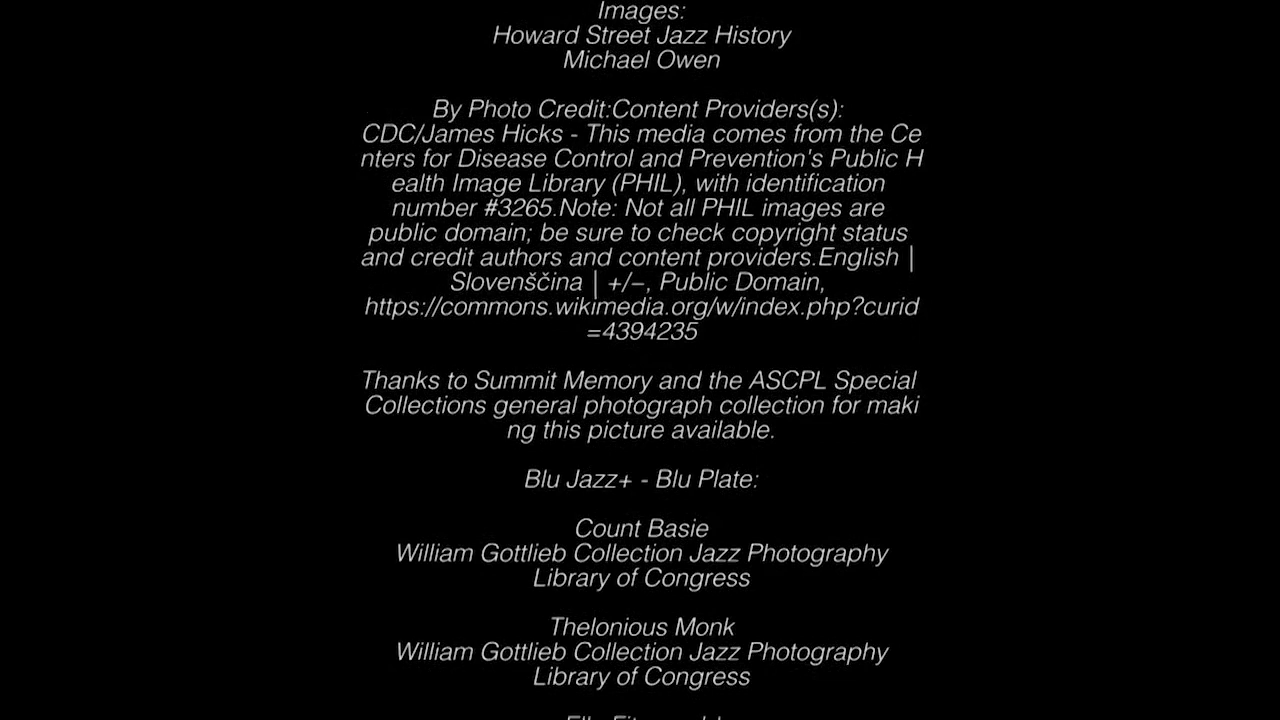 Images:
Howard Street Jazz History
Michael Owen
By Photo Credit:Content Providers(s):
CDC/James Hicks - This media comes from the Ce
nters for Disease Control and Prevention's Public H
ealth Image Library (PHIL), with identification
number #3265.Note: Not all PHIL images are
public domain; be sure to check copyright status
and credit authors and content providers.English |
Slovenščina | +/−, Public Domain,
https://commons.wikimedia.org/w/index.php?curid
=4394235
Thanks to Summit Memory and the ASCPL Special
Collections general photograph collection for maki
ng this picture available.
Blu Jazz+ - Blu Plate:
Count Basie
William Gottlieb Collection Jazz Photography
Library of Congress
Thelonious Monk
William Gottlieb Collection Jazz Photography
Library of Congress